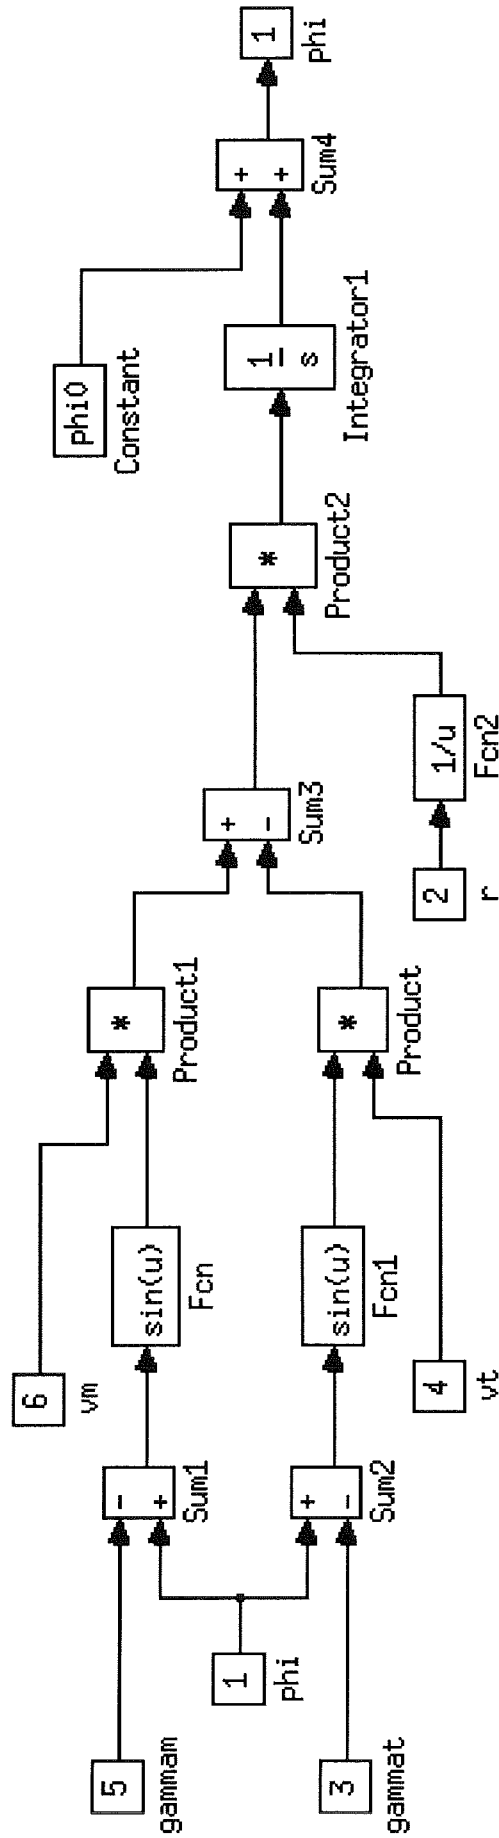 5
gammam
6
vm
-
+
Sum1
sin(u)
Fcn
*
Product1
1
phi
3
gammat
+
-
Sum2
sin(u)
Fcn1
4
vt
*
Product
+
-
Sum3
2
r
1/u
Fcn2
*
Product2
1
s
Integrator1
phi0
Constant
+
+
Sum4
1
phi